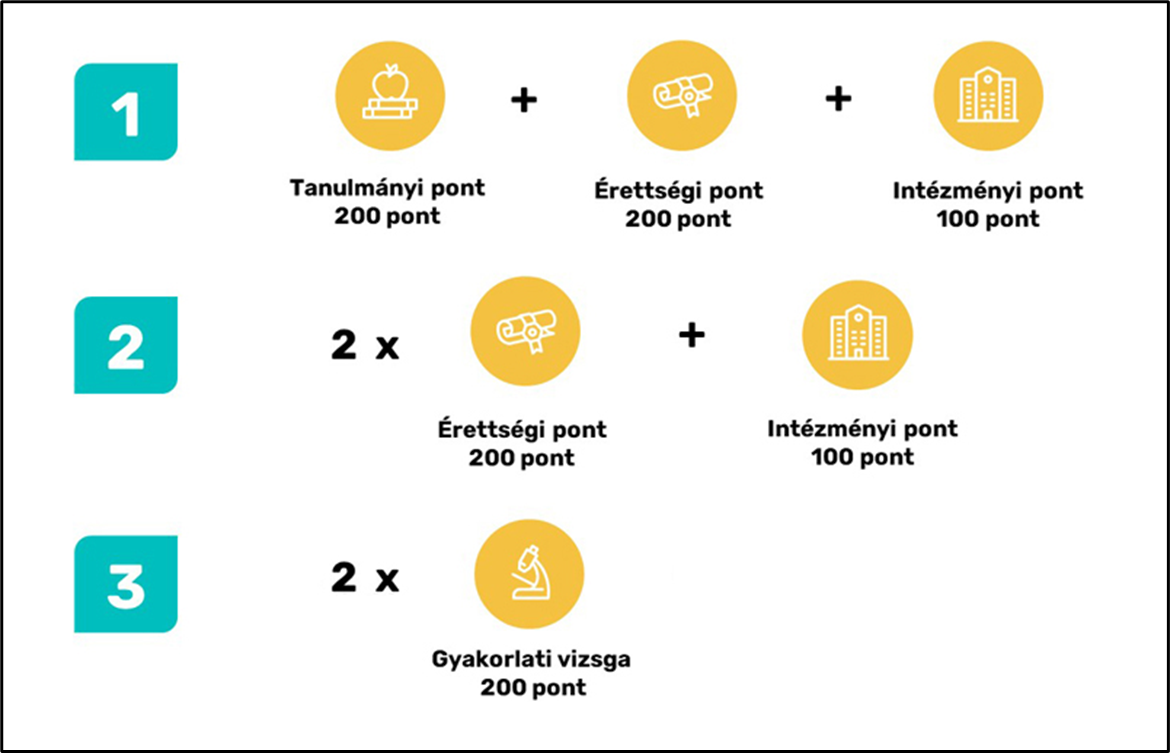 1
+
+
Tanulmányi pont
200 pont
Érettségi pont
200 pont
Intézményi pont
100 pont
2
2 x
+
Érettségi pont
200 pont
Intézményi pont
100 pont
3
2 x
Gyakorlati vizsga
200 pont